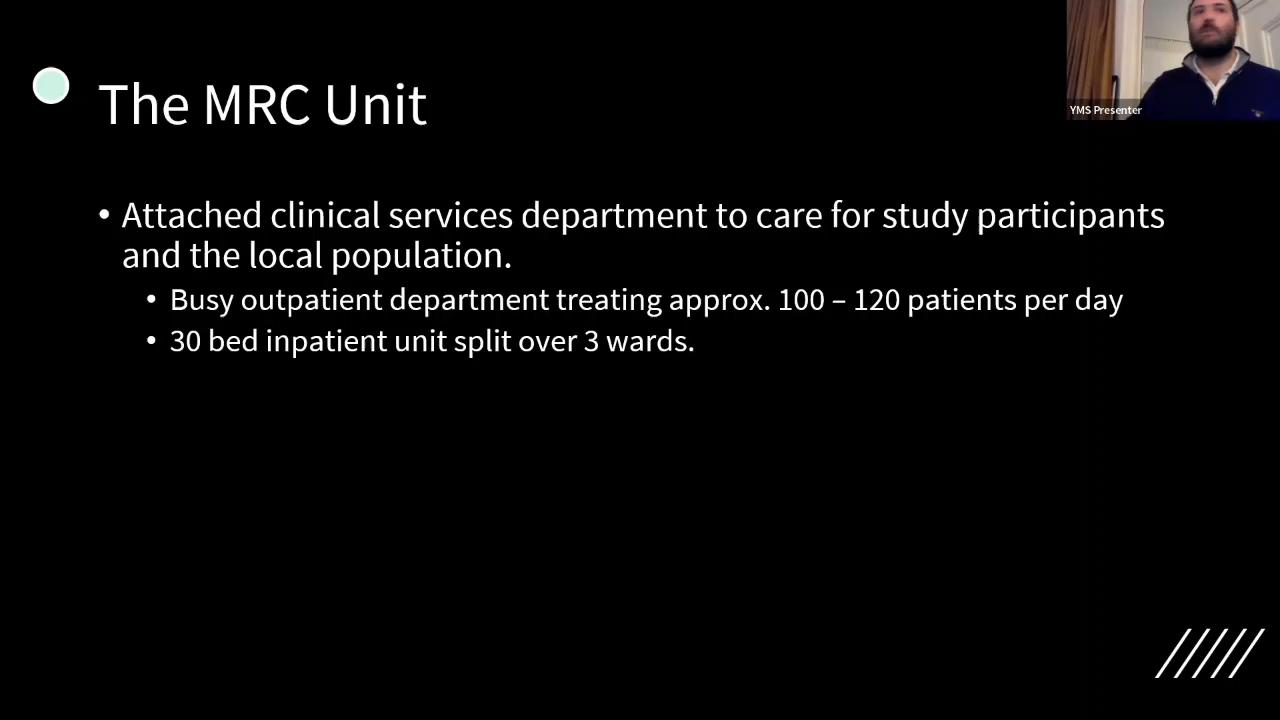 The MRC Unit
YMS Presenter
• Attached clinical services department to care for study participants
and the local population.
• Busy outpatient department treating approx. 100 – 120 patients per day
• 30 bed inpatient unit split over 3 wards.